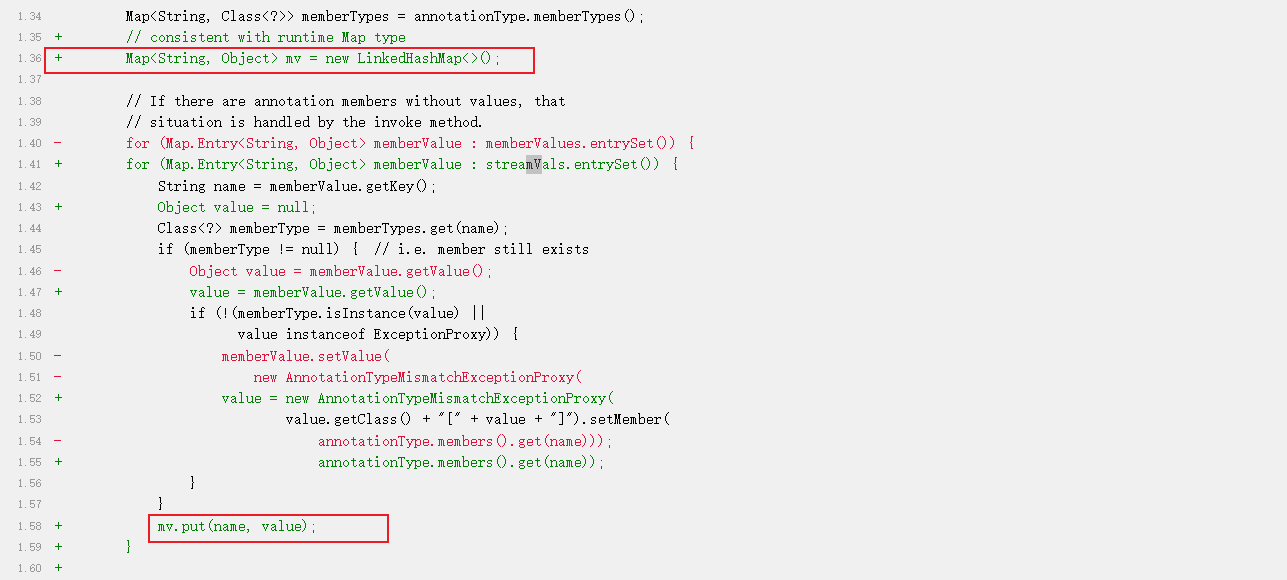 1.34 Map<String, Class<?>> memberTypes = annotationType.memberTypes();
1.35 + // consistent with runtime Map type
1.36 + Map<String, Object> mv = new LinkedHashMap<>();
1.37
1.38 // If there are annotation members without values, that
1.39 // situation is handled by the invoke method.
1.40 - for (Map.Entry<String, Object> memberValue : memberValues.entrySet()) {
1.41 + for (Map.Entry<String, Object> memberValue : streamVals.entrySet()) {
1.42 String name = memberValue.getKey();
1.43 + Object value = null;
1.44 Class<?> memberType = memberTypes.get(name);
1.45 if (memberType != null) { // i.e. member still exists
1.46 - Object value = memberValue.getValue();
1.47 + value = memberValue.getValue();
1.48 if (!(memberType.isInstance(value) ||
1.49 value instanceof ExceptionProxy)) {
1.50 - memberValue.setValue(
1.51 - new AnnotationTypeMismatchExceptionProxy(
1.52 + value = new AnnotationTypeMismatchExceptionProxy(
1.53 value.getClass() + "[" + value + "]").setMember(
1.54 - annotationType.members().get(name)));
1.55 + annotationType.members().get(name));
1.56 }
1.57 }
1.58 + mv.put(name, value);
1.59 + }
1.60 +